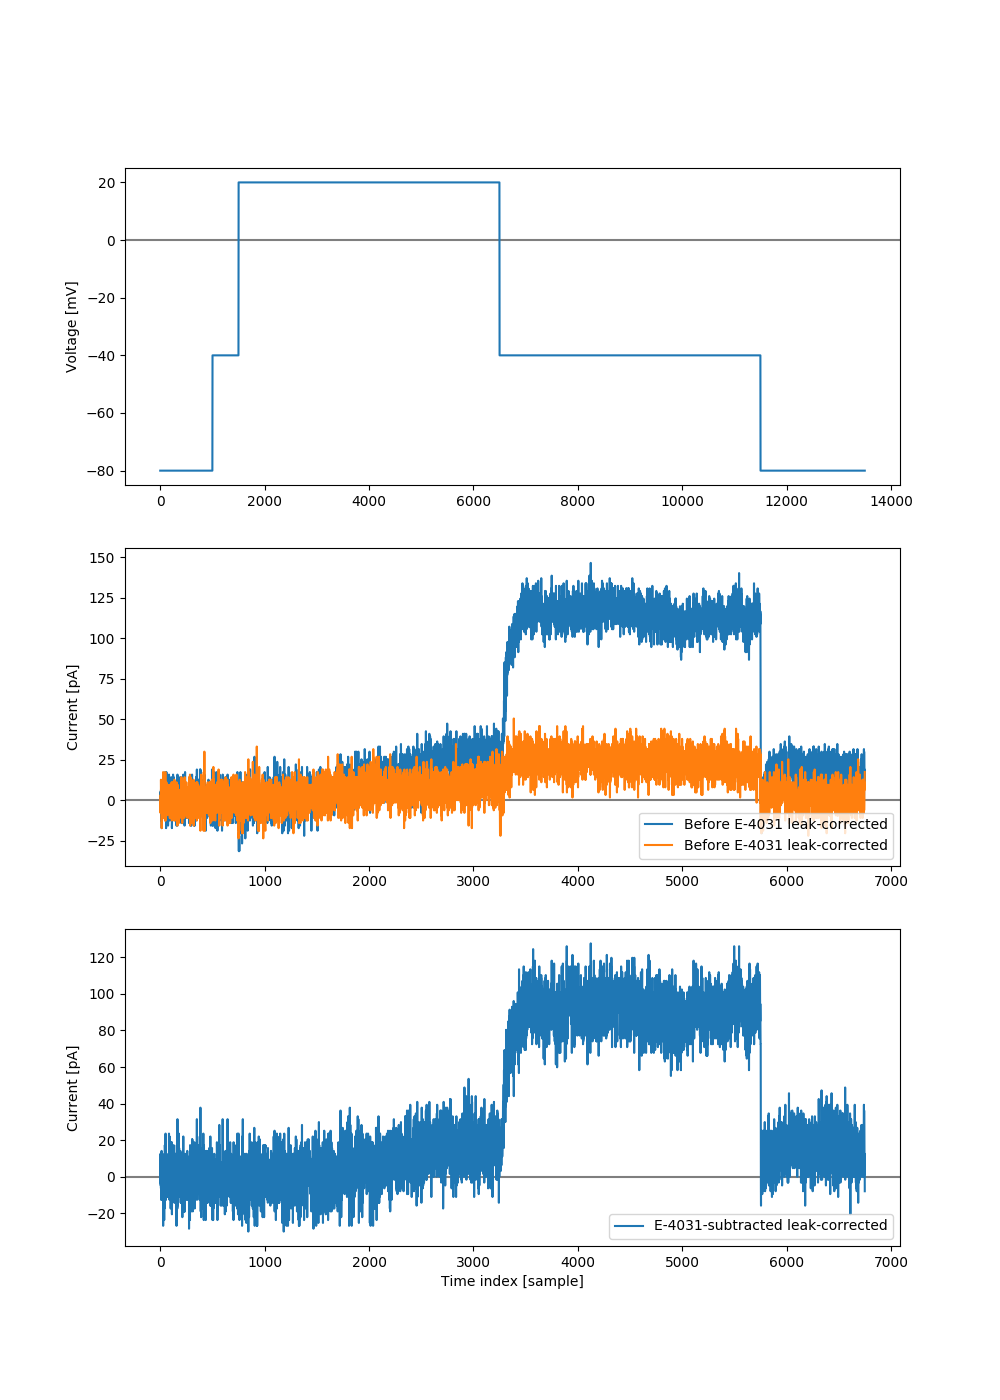 20
0
−20
−40
−60
−80
Voltage [mV]
0 2000 4000 6000 8000 10000 12000 14000
150
125
100
75
50
25
0
−25
Current [pA]
Before E-4031 leak-corrected
Before E-4031 leak-corrected
0 1000 2000 3000 4000 5000 6000 7000
120
100
80
60
40
20
0
−20
Current [pA]
E-4031-subtracted leak-corrected
0 1000 2000 3000 4000 5000 6000 7000
Time index [sample]